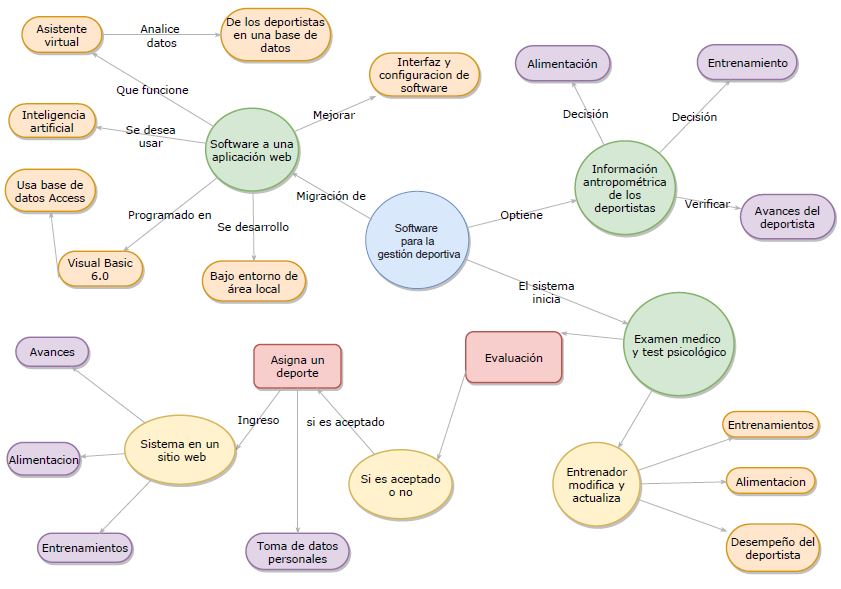 Asistente
virtual
Analice
datos
De los deportistas
en una base de
datos
Interfaz y
configuracion de
software
Alimentación
Entrenamiento
Que funcione
Mejorar
Decisión
Decisión
Inteligencia
artificial
Se desea
usar
Software a una
aplicación web
Información
antropométrica
de los
deportistas
Usa base de
datos Access
Migración de
Verificar
Avances del
deportista
Programado en
Se desarrollo
Optiene
Software
para la
gestión deportiva
Visual Basic
6.0
Bajo entorno de
área local
El sistema
inicia
Examen medico
y test psicológico
Avances
Asigna un
deporte
Evaluación
Ingreso
si es aceptado
Entrenamientos
Sistema en un
sitio web
Alimentacion
Si es aceptado
o no
Entrenador
modifica y
actualiza
Alimentacion
Entrenamientos
Toma de datos
personales
Desempeño del
deportista